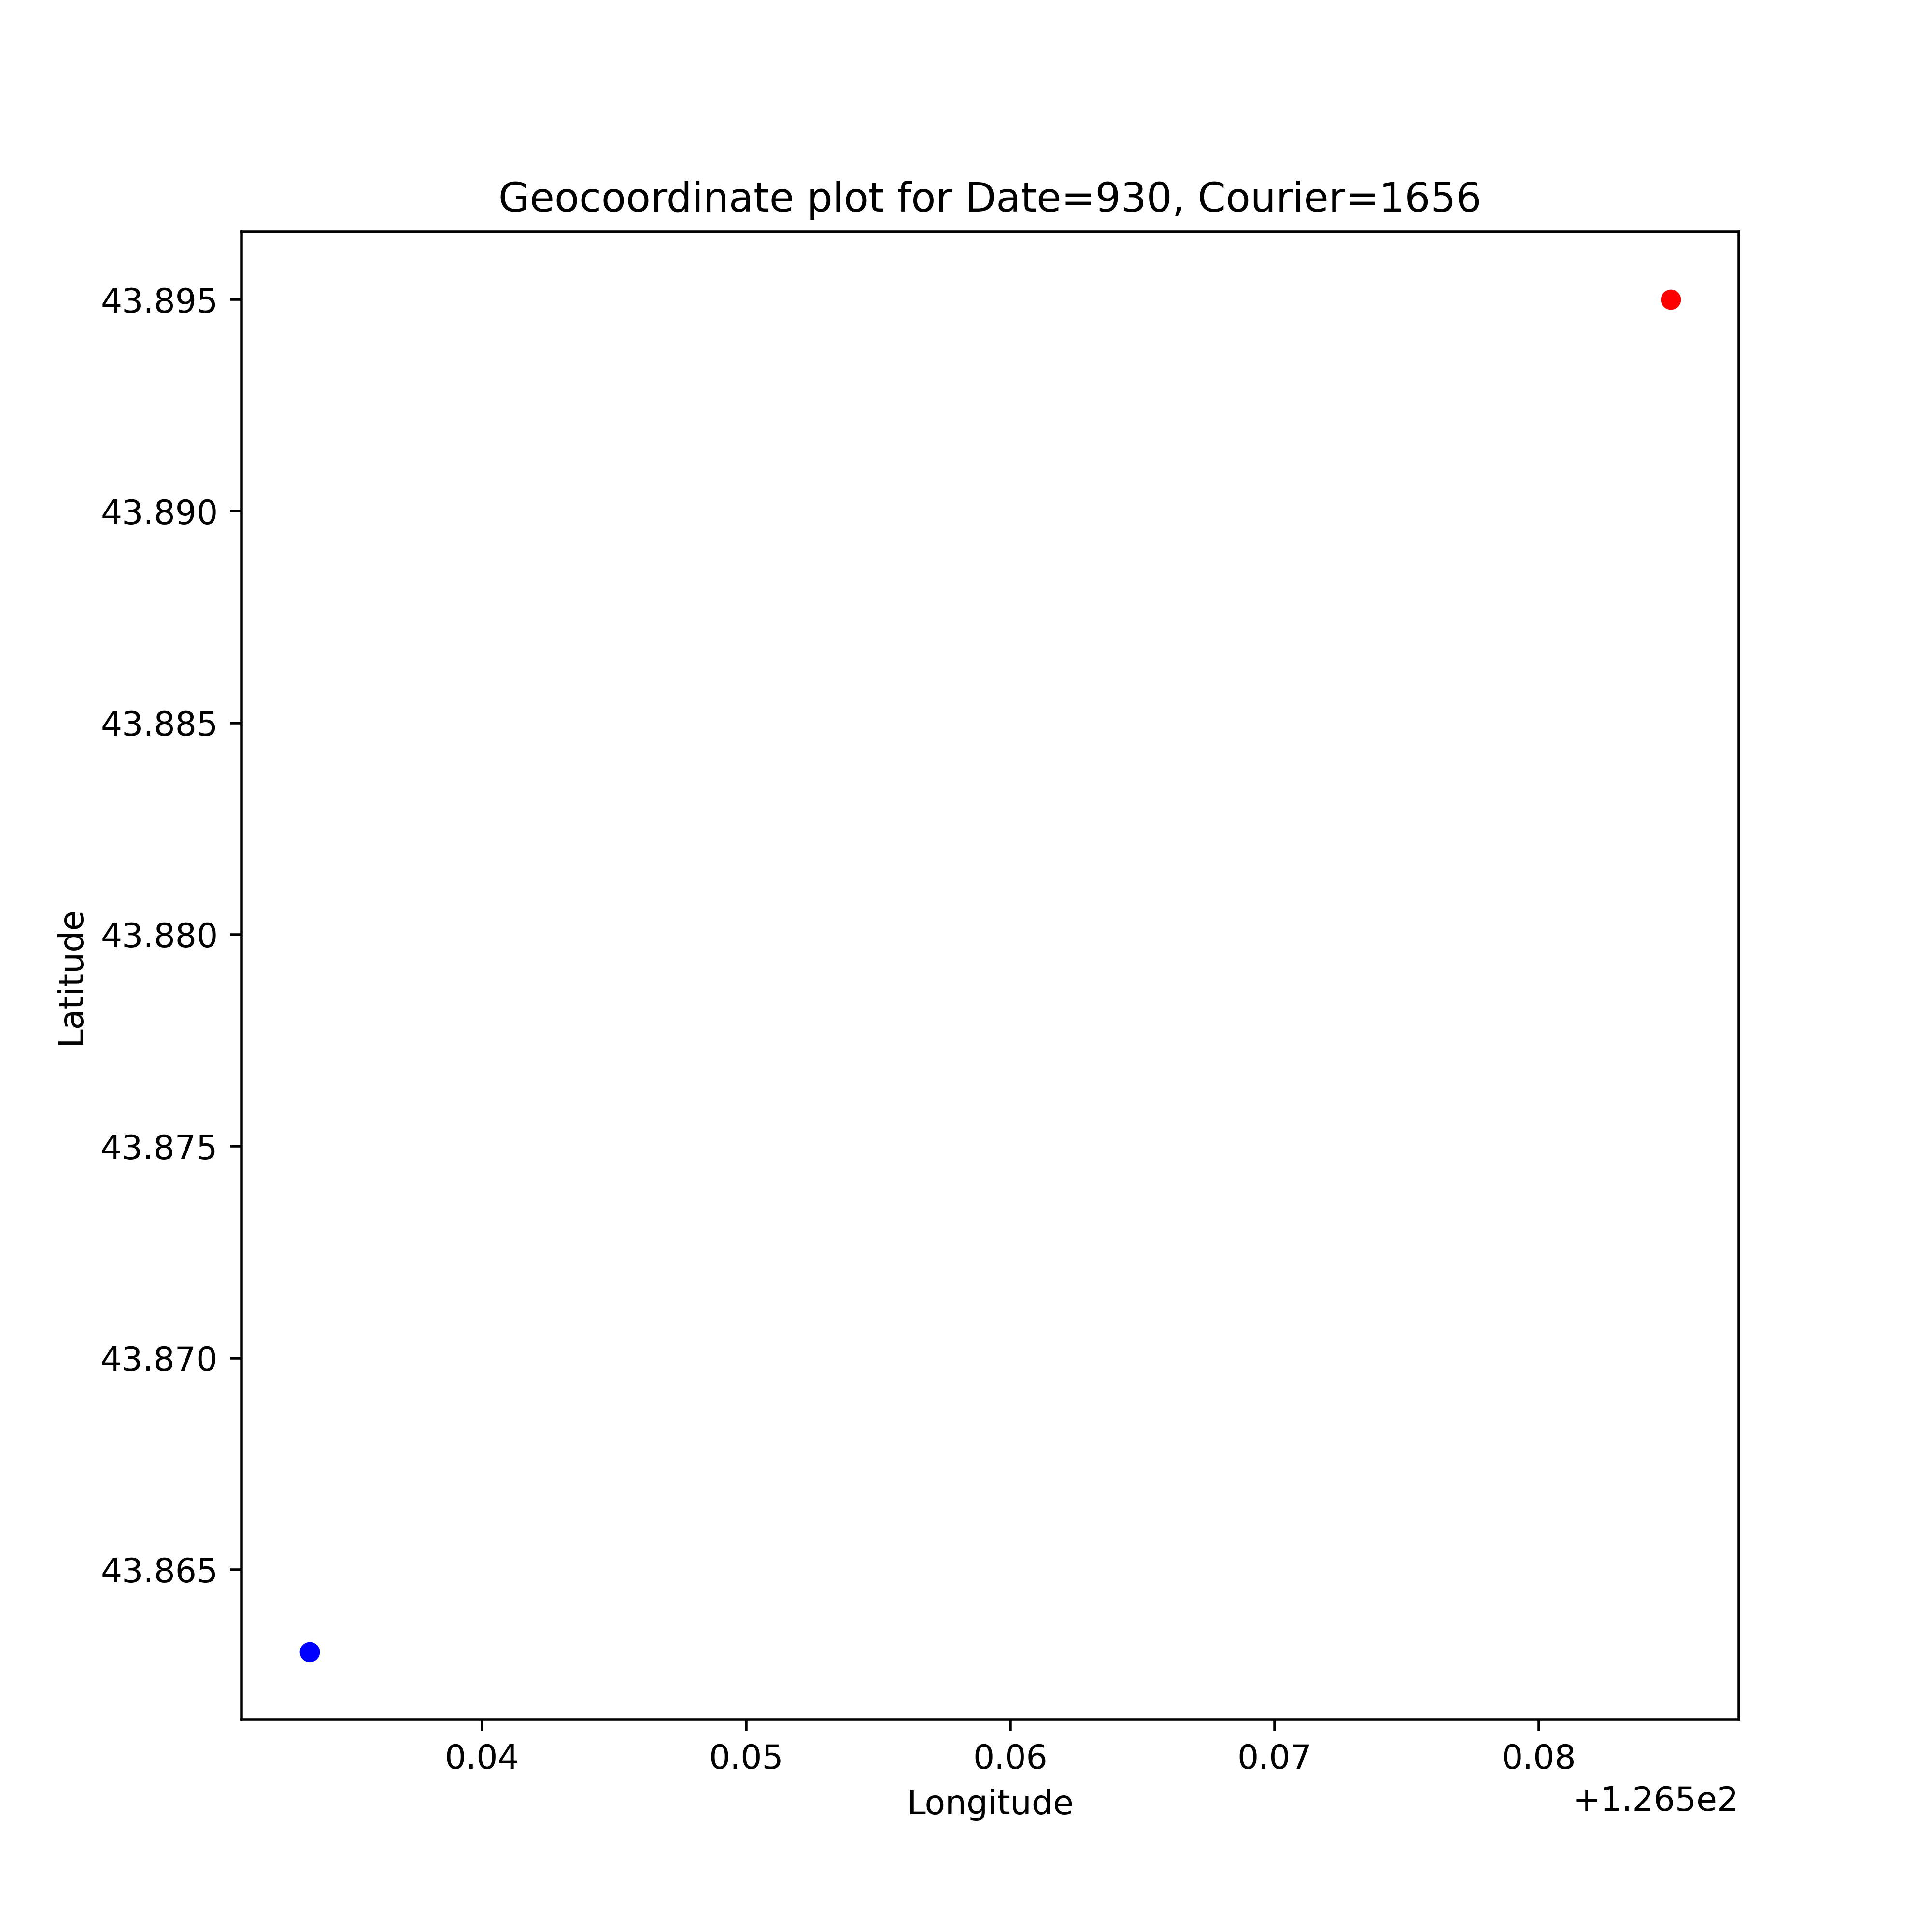 Geocoordinate plot for Date=930, Courier=1656
43.895
43.890
43.885
43.880
43.875
43.870
43.865
Latitude
0.04 0.05 0.06 0.07 0.08
+1.265e2
Longitude